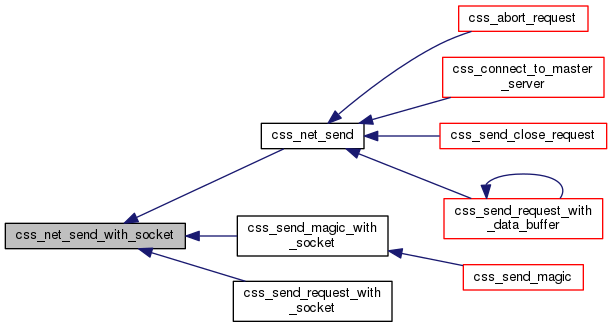 css_abort_request
css_connect_to_master
_server
css_net_send
css_send_close_request
css_send_request_with
_data_buffer
css_net_send_with_socket
css_send_magic_with
_socket
css_send_magic
css_send_request_with
_socket